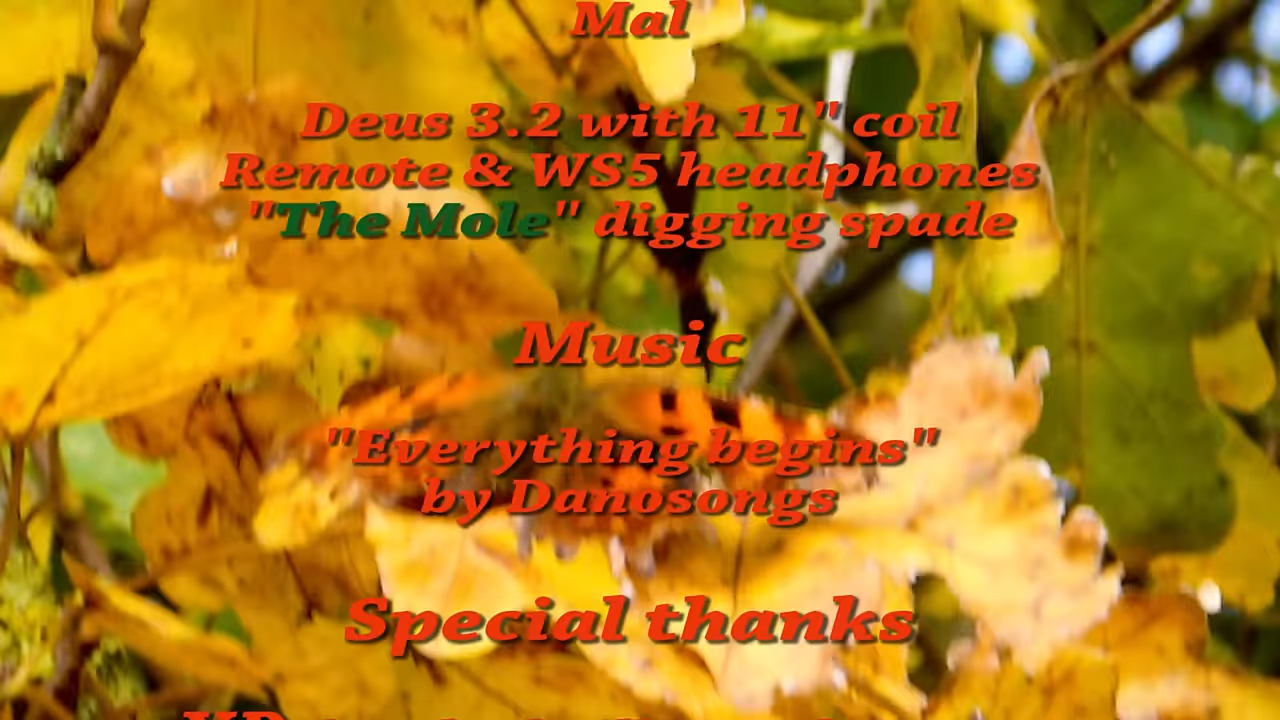 Mal
Deus 3.2 with 11" coil
Remote & WS5 headphones
"The Mole" digging spade
Music
"Everything begins"
by Danosongs
Special thanks